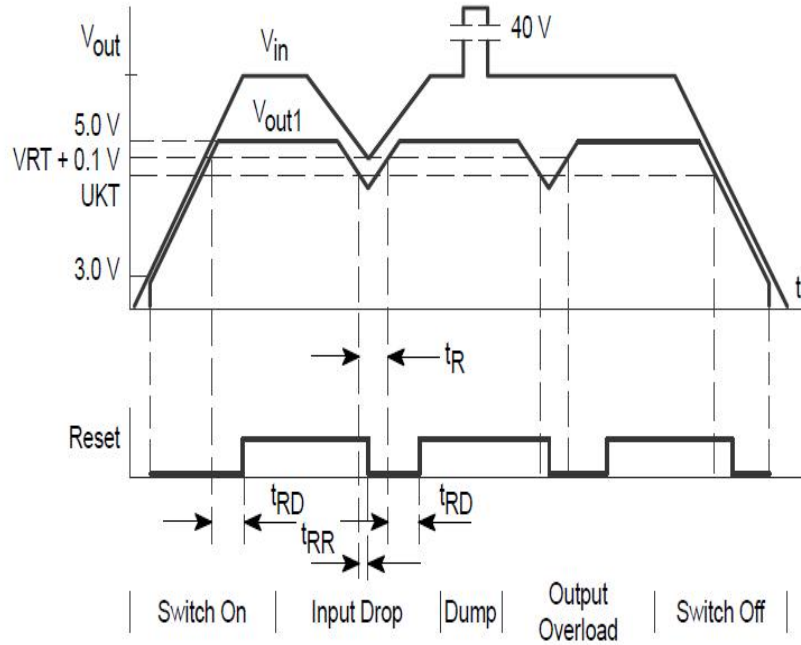 Vout
Vin
40 V
5.0 V
Vout1
VRT + 0.1 V
UKT
3.0 V
t
tR
Reset
tRD
tRD
tRR
Switch On
Input Drop
Dump
Output
Overload
Switch Off